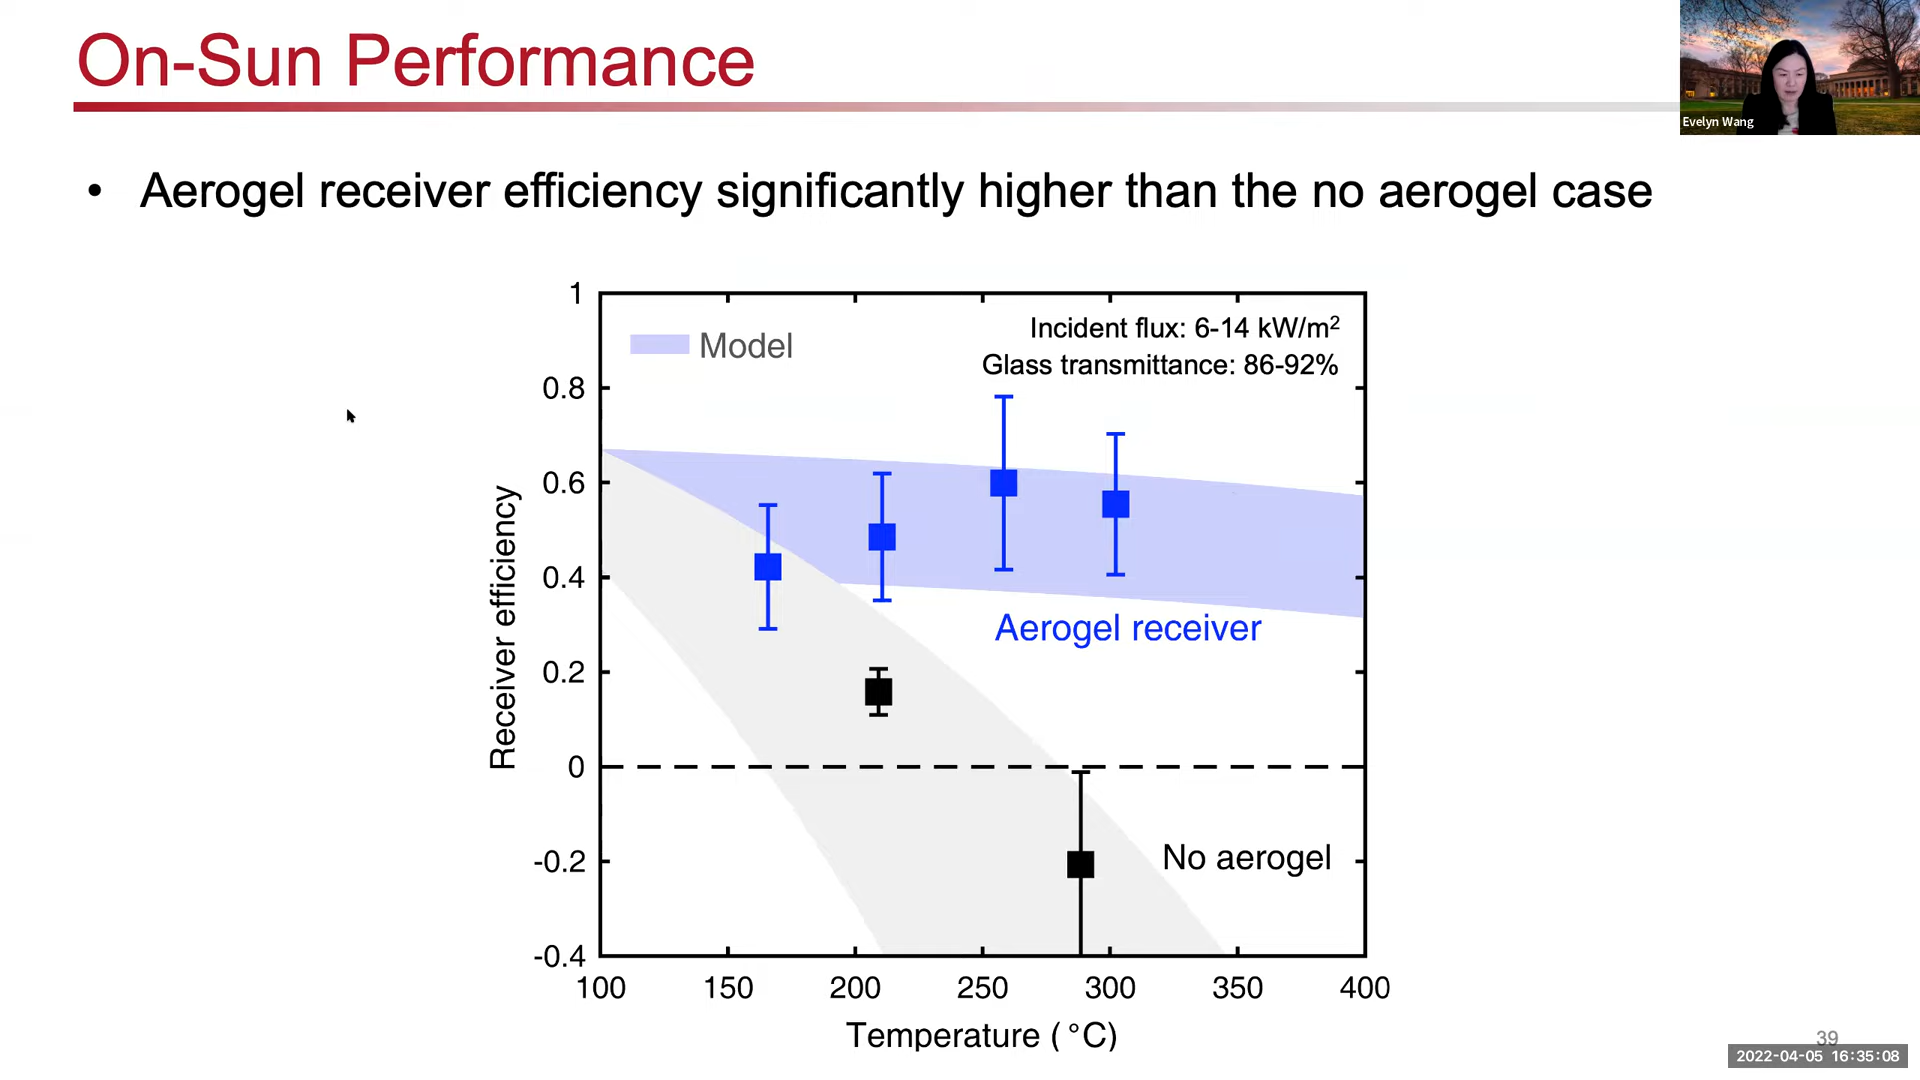 On-Sun Performance
Evelyn Wang
• Aerogel receiver efficiency significantly higher than the no aerogel case
Model
Incident flux: 6-14 kW/m²
Glass transmittance: 86-92%
1
0.8
0.6
0.4
0.2
0
-0.2
-0.4
Receiver efficiency
Aerogel receiver
No aerogel
100 150 200 250 300 350 400
Temperature (°C)
39
2022-04-05 16:35:08